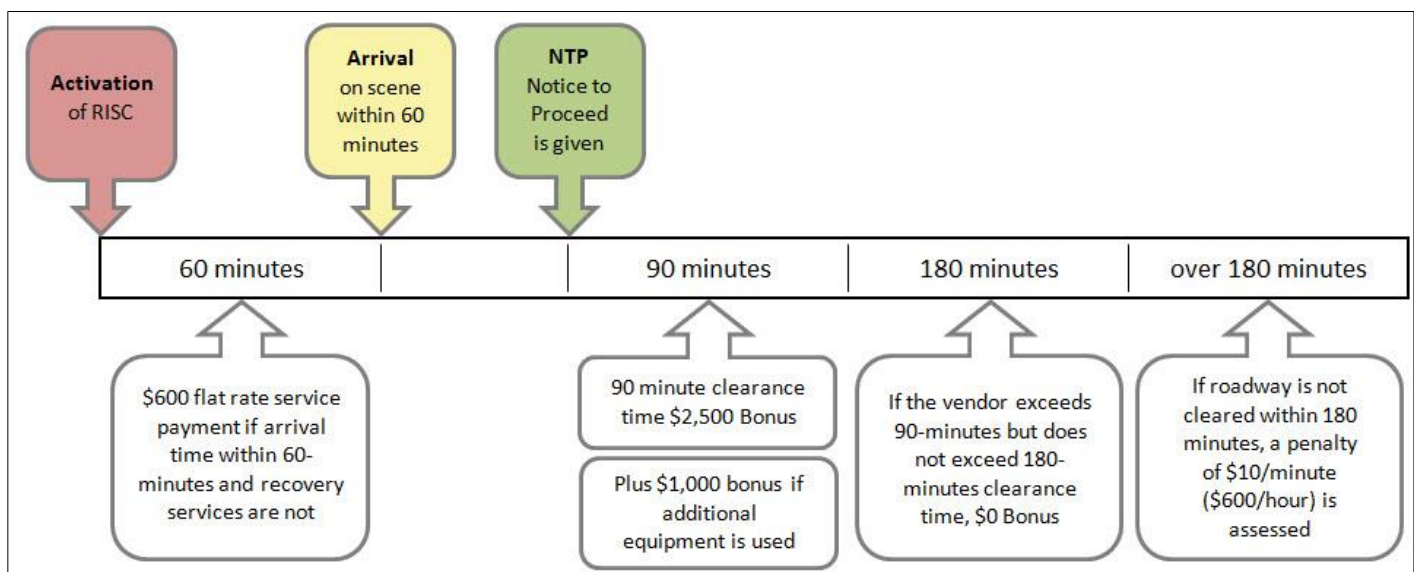 Activation
of RISC
Arrival
on scene
within 60
minutes
NTP
Notice to
Proceed
is given
60 minutes
90 minutes
180 minutes
over 180 minutes
$600 flat rate service
payment if arrival
time within 60-
minutes and recovery
services are not
90 minute clearance
time $2,500 Bonus
Plus $1,000 bonus if
additional
equipment is used
If the vendor exceeds
90-minutes but does
not exceed 180-
minutes clearance
time, $0 Bonus
If roadway is not
cleared within 180
minutes, a penalty
of $10/minute
($600/hour) is
assessed